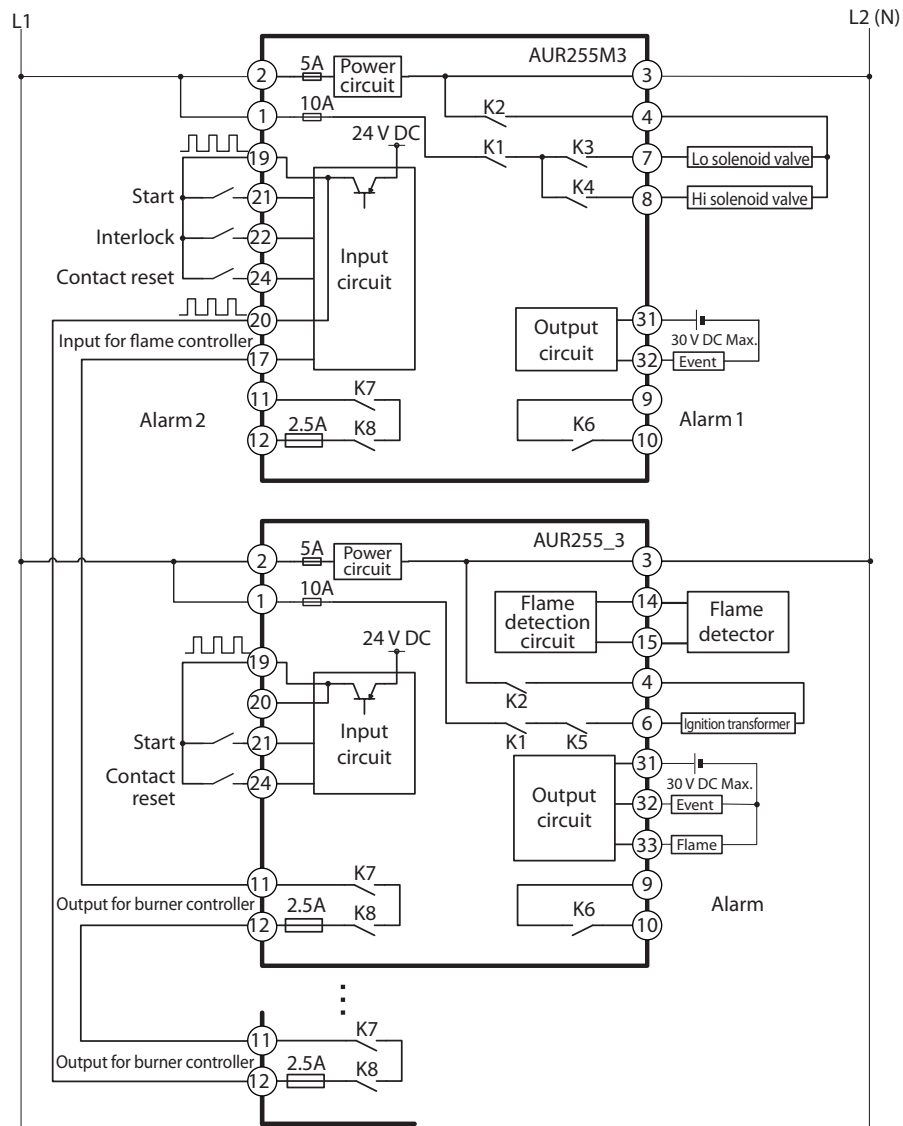 L1
L2 (N)
AUR255M3
2
5A
Power
circuit
3
1
10A
K2
4
24 V DC
19
K1
K3
7
Lo solenoid valve
Start
21
K4
8
Hi solenoid valve
Interlock
22
Input
circuit
Contact reset
24
20
Input for flame controller
17
Output
circuit
31
30 V DC Max.
32
Event
11
K7
9
Alarm 2
Alarm 1
12
2.5A
K8
K6
10
AUR255_3
2
5A
Power
circuit
3
1
10A
Flame
detection
circuit
14
15
Flame
detector
24 V DC
19
K2
4
20
K1
K5
6
Ignition transformer
Start
21
Input
circuit
Contact
reset
24
31
30 V DC Max.
Output
circuit
32
Event
33
Flame
11
K7
9
Output for burner controller
Alarm
12
2.5A
K8
K6
10
11
K7
Output for burner controller
12
2.5A
K8